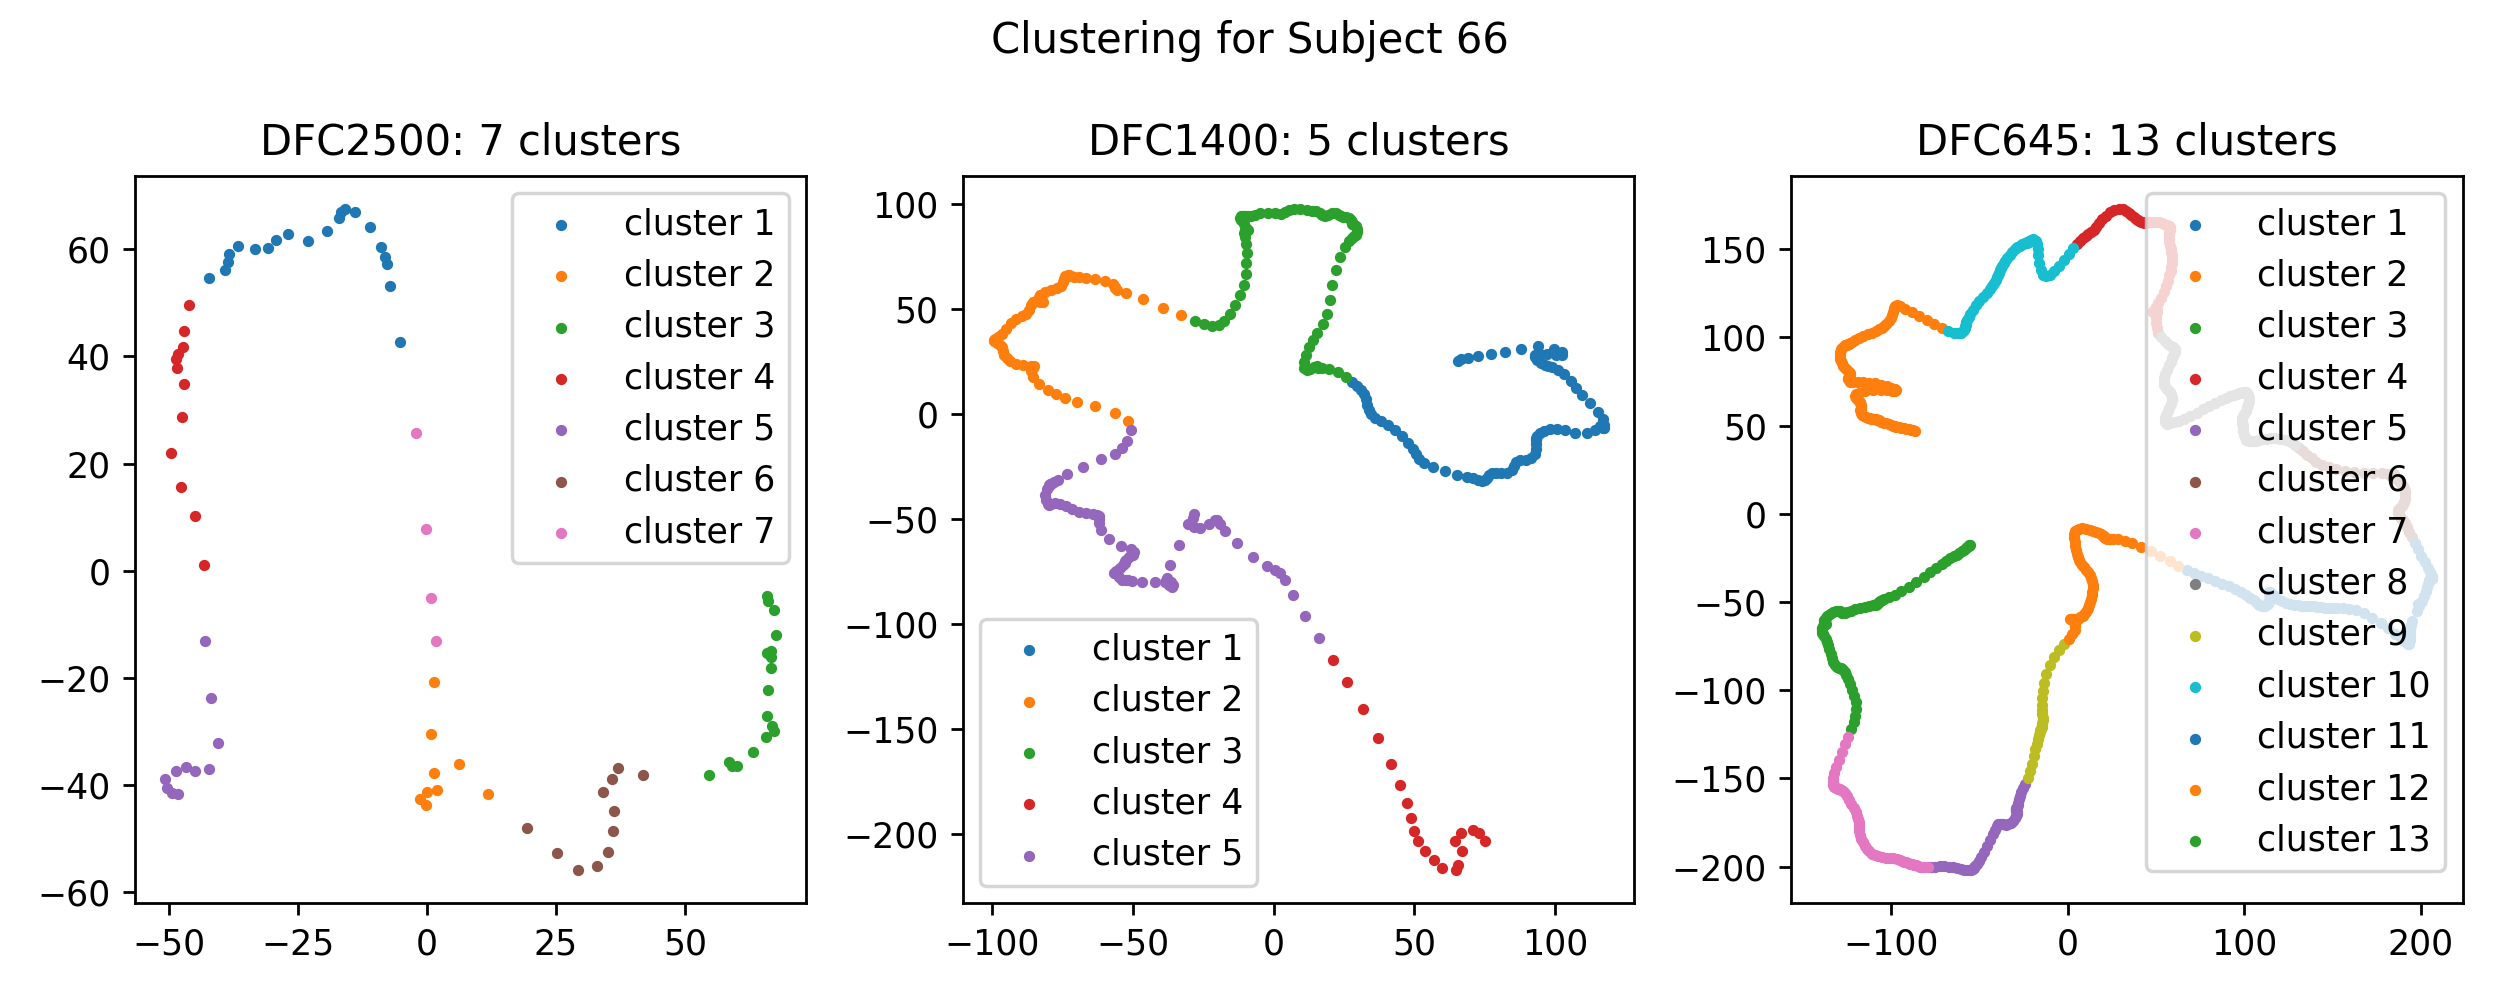 Clustering for Subject 66
DFC2500: 7 clusters
60
40
20
0
−20
−40
−60
−50
−25
0
25
50
cluster 1
cluster 2
cluster 3
cluster 4
cluster 5
cluster 6
cluster 7
DFC1400: 5 clusters
100
50
0
−50
−100
−150
−200
−100
−50
0
50
100
cluster 1
cluster 2
cluster 3
cluster 4
cluster 5
DFC645: 13 clusters
150
100
50
0
−50
−100
−150
−200
−100
0
100
200
cluster 1
cluster 2
cluster 3
cluster 4
cluster 5
cluster 6
cluster 7
cluster 8
cluster 9
cluster 10
cluster 11
cluster 12
cluster 13